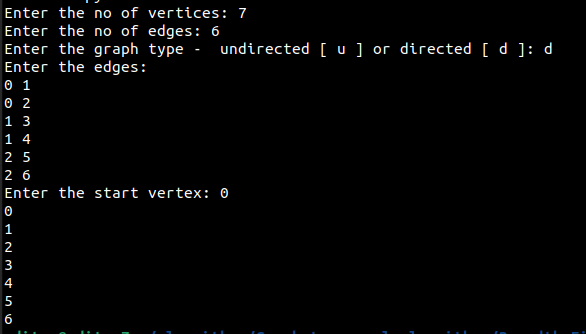 Enter the no of vertices: 7
Enter the no of edges: 6
Enter the graph type -  undirected [ u ] or directed [ d ]: d
Enter the edges:
0 1
0 2
1 3
1 4
2 5
2 6
Enter the start vertex: 0
0
1
2
3
4
5
6